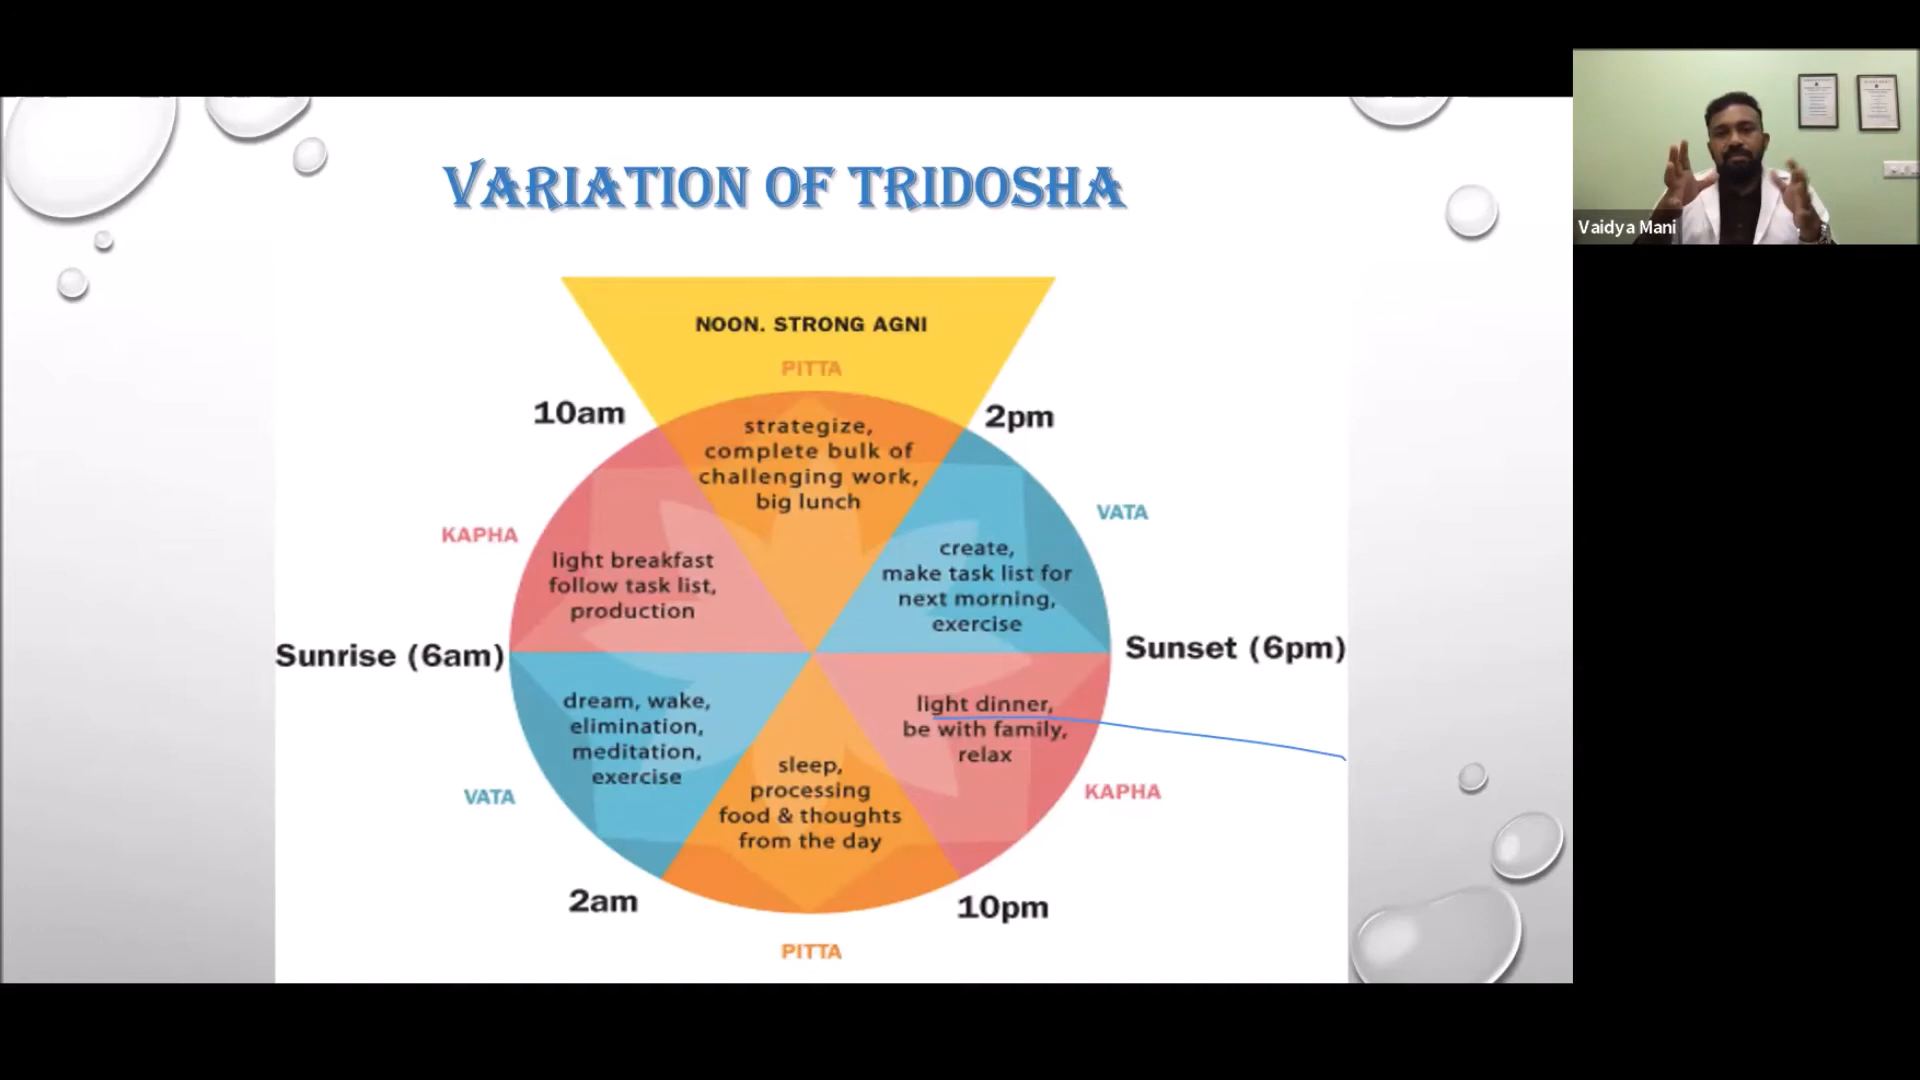 VARIATION OF TRIDOSHA
Vaidya Mani
NOON. STRONG AGNI
PITTA
10am
2pm
strategize,
complete bulk of
challenging work,
big lunch
KAPHA
light breakfast
follow task list,
production
VATA
create,
make task list for
next morning,
exercise
Sunrise (6am)
Sunset (6pm)
dream, wake,
elimination,
meditation,
exercise
VATA
sleep,
processing
food & thoughts
from the day
light dinner,
be with family,
relax
KAPHA
2am
10pm
PITTA